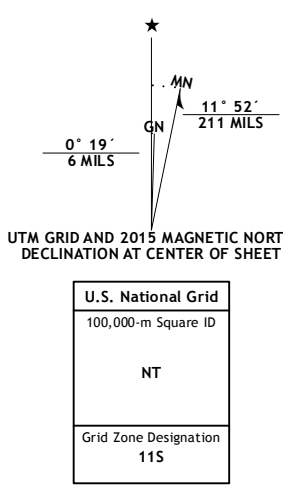 MN
11° 52´
211 MILS
GN
0° 19´
6 MILS
UTM GRID AND 2015 MAGNETIC NORT
DECLINATION AT CENTER OF SHEET
U.S. National Grid
100,000-m Square ID
NT
Grid Zone Designation
11S